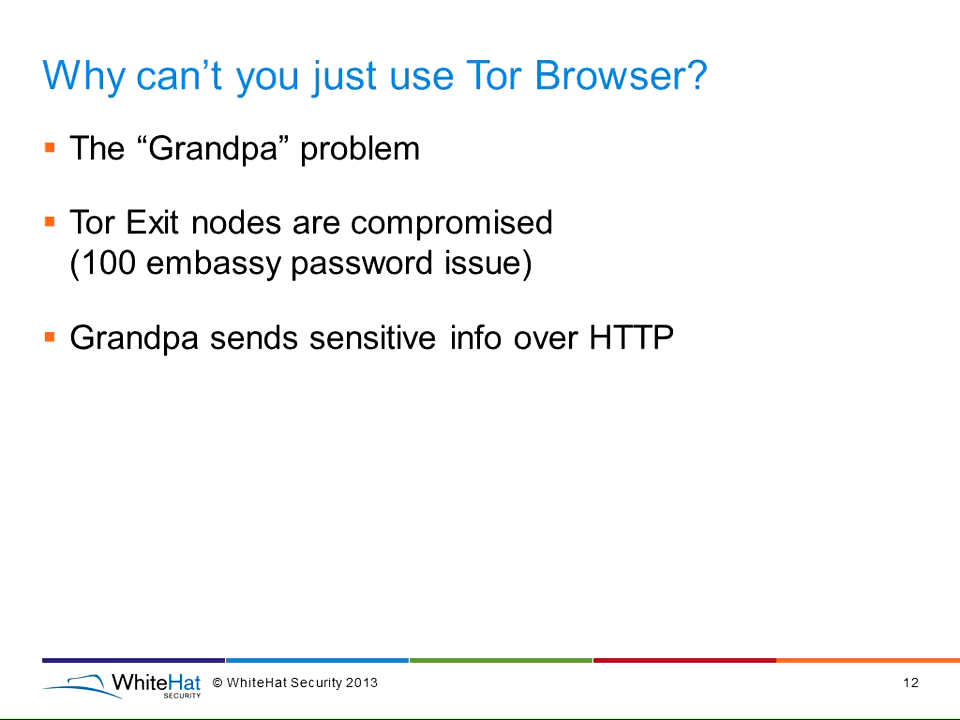 Why can’t you just use Tor Browser?
The “Grandpa” problem
Tor Exit nodes are compromised
(100 embassy password issue)
Grandpa sends sensitive info over HTTP
WhiteHat
SECURITY
© WhiteHat Security 2013
12